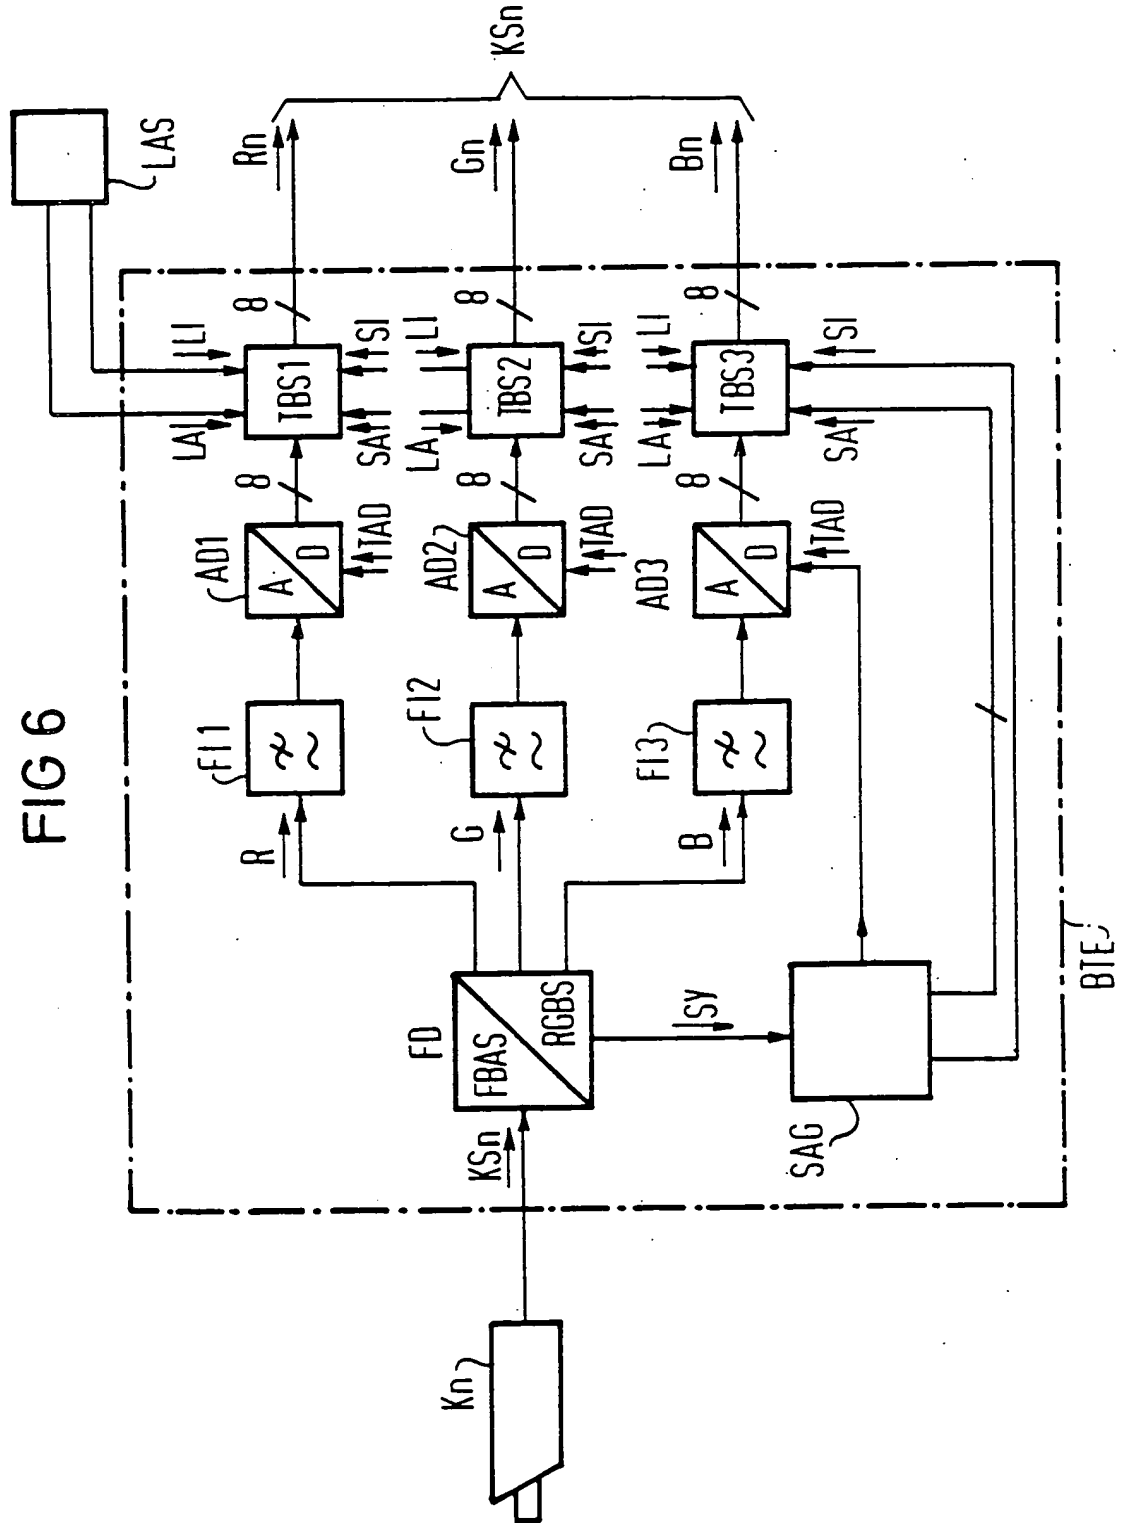 FIG 6
Kn
KSn
FD
FBAS
RGBS
SY
SAG
R
G
B
FI1
FI2
FI3
AD1
A
D
TAD
AD2
A
D
TAD
AD3
A
D
TAD
8
8
8
TBS1
LA
LI
SA
SI
TBS2
LA
LI
SA
SI
TBS3
LA
LI
SA
SI
8
8
8
LAS
Rn
Gn
Bn
KSn
BTE